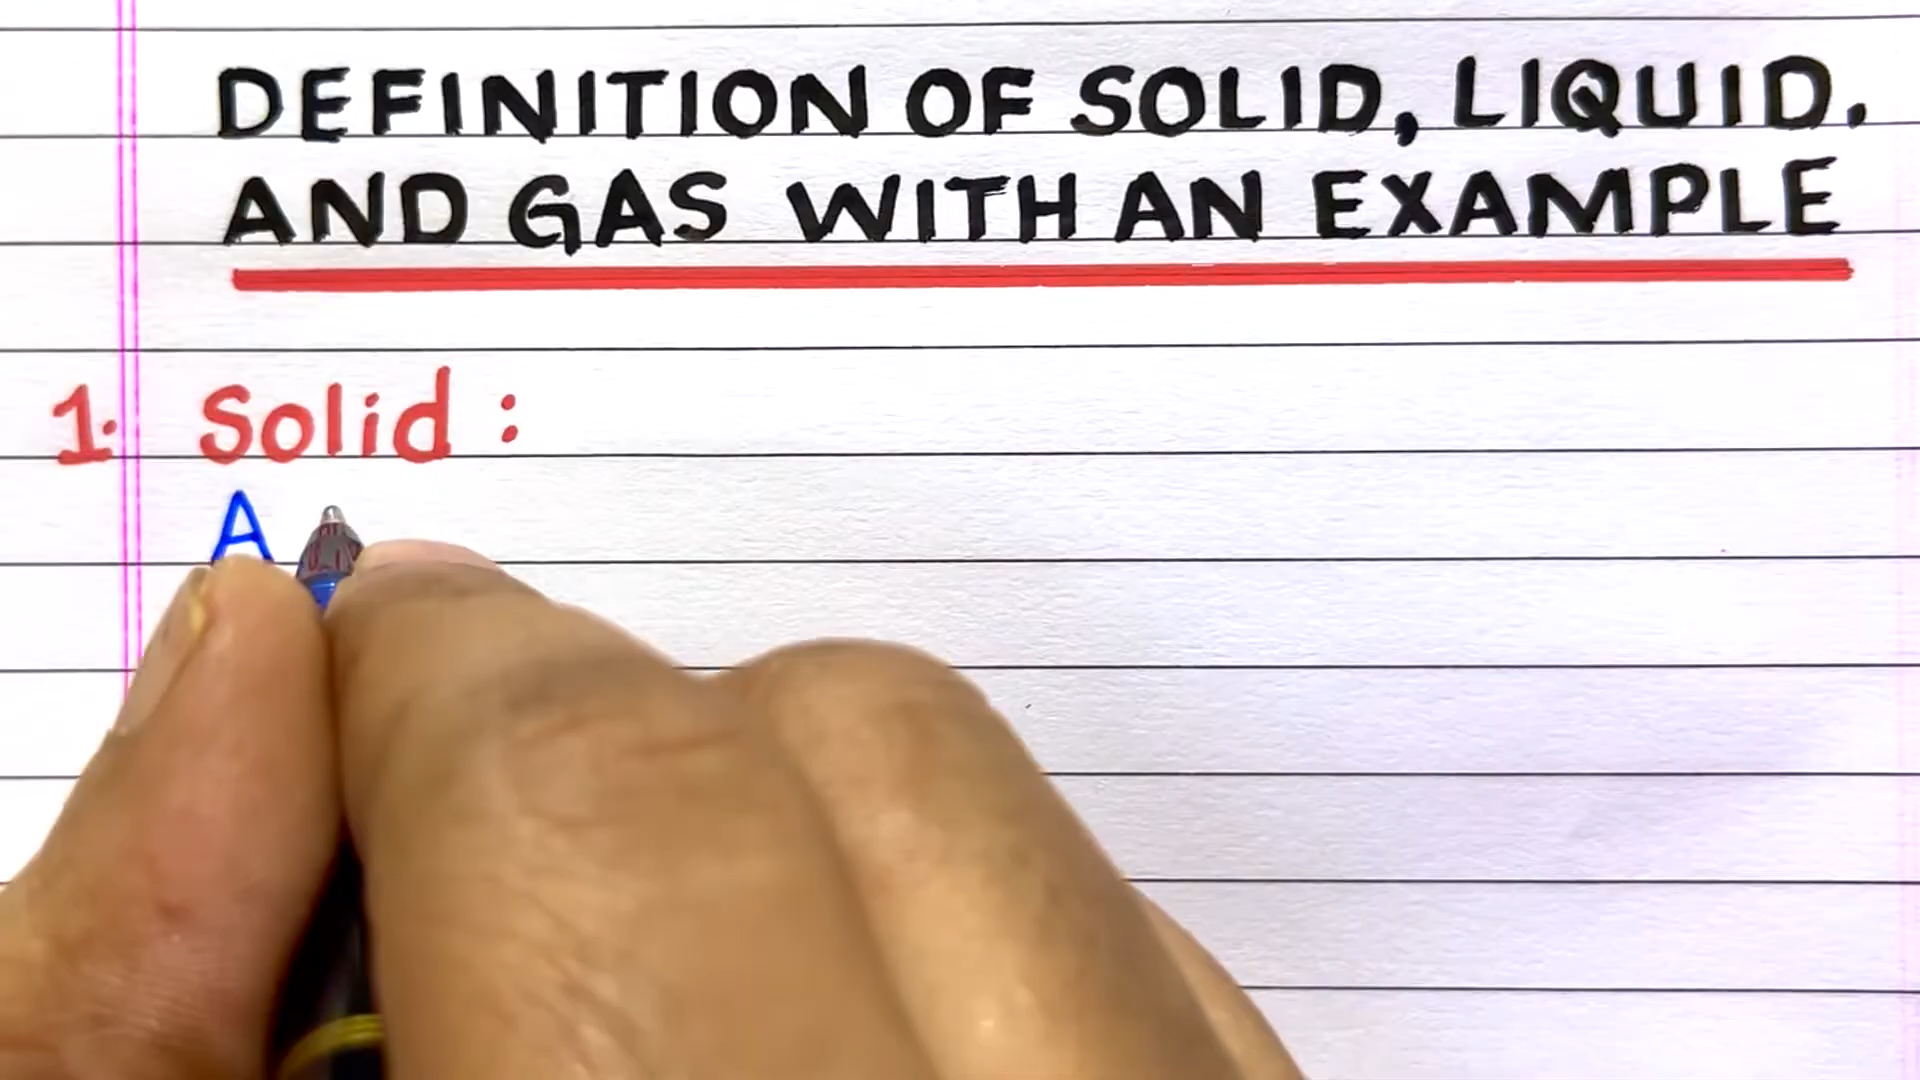 DEFINITION OF SOLID, LIQUID.
AND GAS WITH AN EXAMPLE
1. Solid :
A